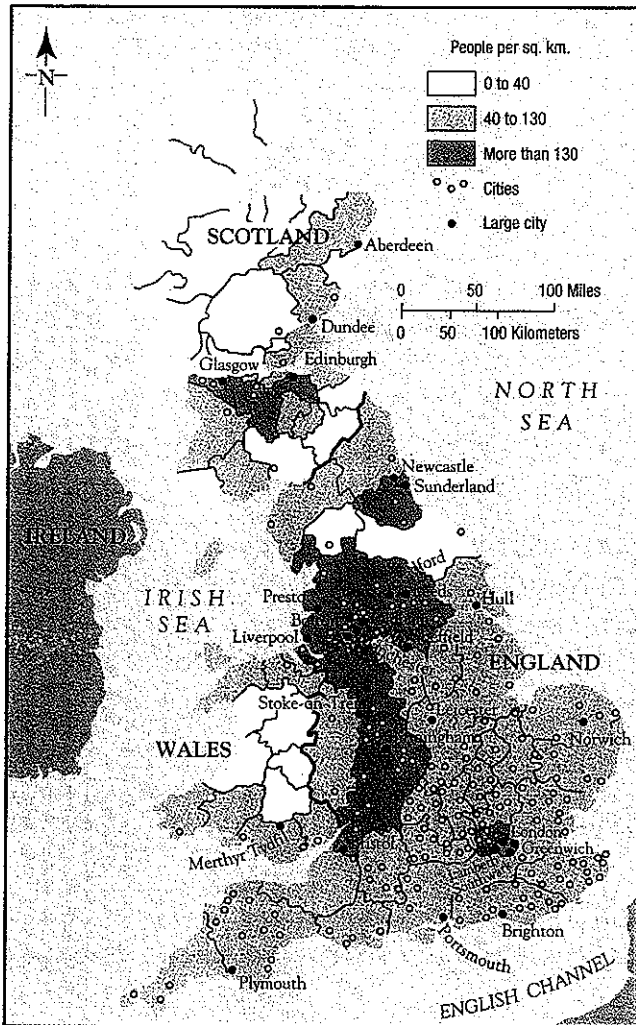 N
People per sq. km.
0 to 40
40 to 130
More than 130
Cities
Large city
SCOTLAND
Aberdeen
0 50 100 Miles
0 50 100 Kilometers
Dundee
Glasgow
Edinburgh
NORTH
SEA
Newcastle
Sunderland
IRELAND
IRISH
SEA
Preston
Hull
Liverpool
ENGLAND
Stoke-on-Trent
Leicester
Norwich
WALES
Merthyr Tydfil
Bristol
London
Greenwich
Portsmouth
Brighton
Plymouth
ENGLISH CHANNEL